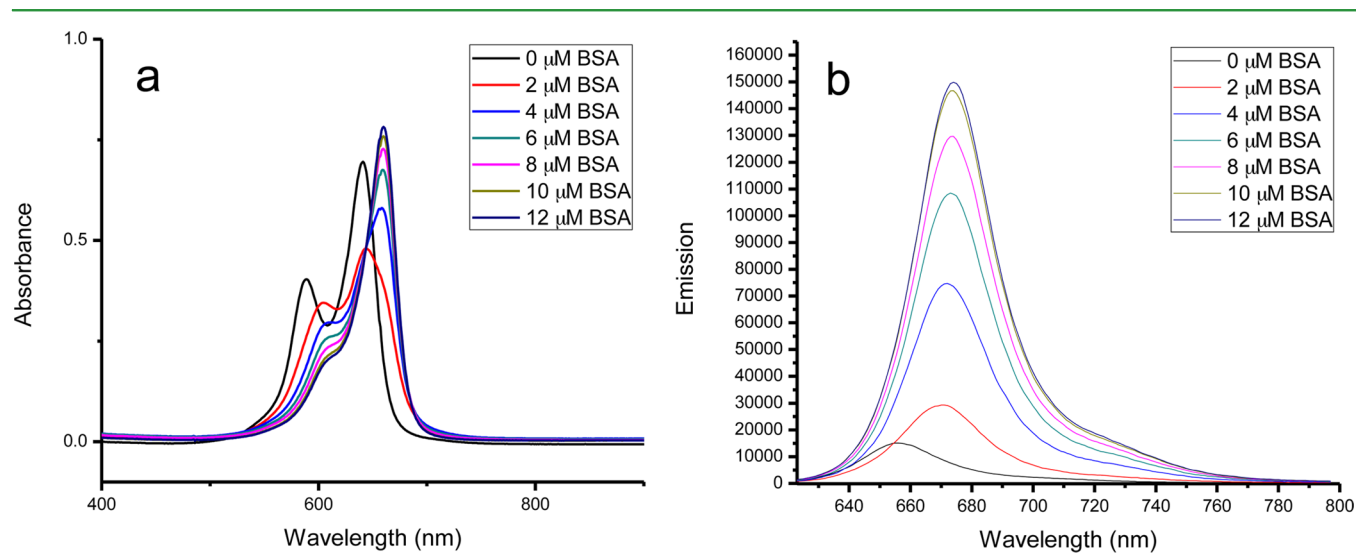 a
1.0
0.5
0.0
400
600
800
Absorbance
Wavelength (nm)
0 μM BSA
2 μM BSA
4 μM BSA
6 μM BSA
8 μM BSA
10 μM BSA
12 μM BSA
b
160000
150000
140000
130000
120000
110000
100000
90000
80000
70000
60000
50000
40000
30000
20000
10000
0
640
660
680
700
720
740
760
780
800
Emission
Wavelength (nm)
0 μM BSA
2 μM BSA
4 μM BSA
6 μM BSA
8 μM BSA
10 μM BSA
12 μM BSA